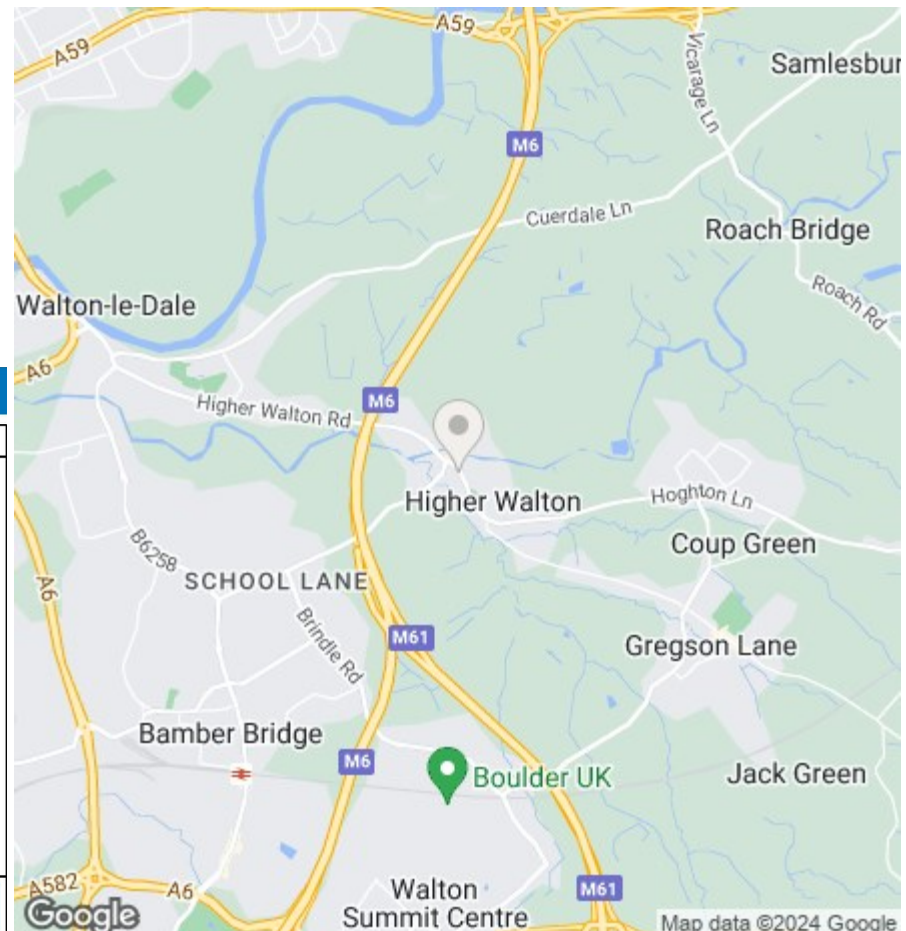 A59
A59
Samlesbur
Vicarage Ln
M6
Cuerdale Ln
Roach Bridge
Roach Rd
Walton-le-Dale
A6
Higher Walton Rd
M6
Higher Walton
Hoghton Ln
Coup Green
B6258
SCHOOL LANE
A6
Brindle Rd
M61
Gregson Lane
Bamber Bridge
M6
Boulder UK
Jack Green
A582
A6
Walton
Summit Centre
M61
Google
Map data ©2024 Google